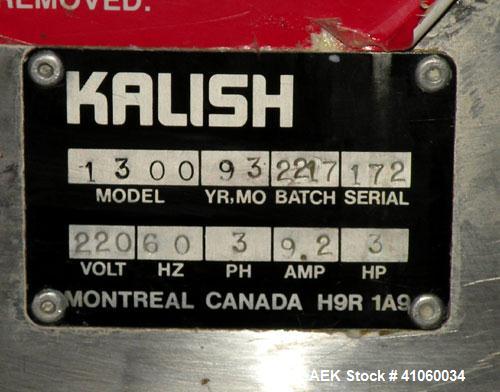 REMOVED.
KALISH
1300 93 2217 172
MODEL YR,MO BATCH SERIAL
220 60 3 9.2 3
VOLT HZ PH AMP HP
MONTREAL CANADA H9R 1A9
AEK Stock # 41060034